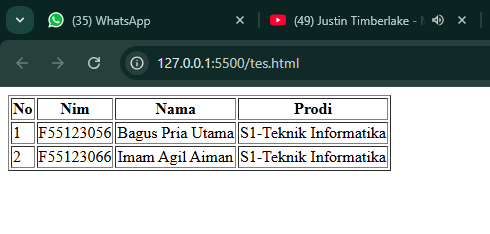 (35) WhatsApp
(49) Justin Timberlake -
127.0.0.1:5500/tes.html
No Nim Nama Prodi
1 F55123056 Bagus Pria Utama S1-Teknik Informatika
2 F55123066 Imam Agil Aiman S1-Teknik Informatika